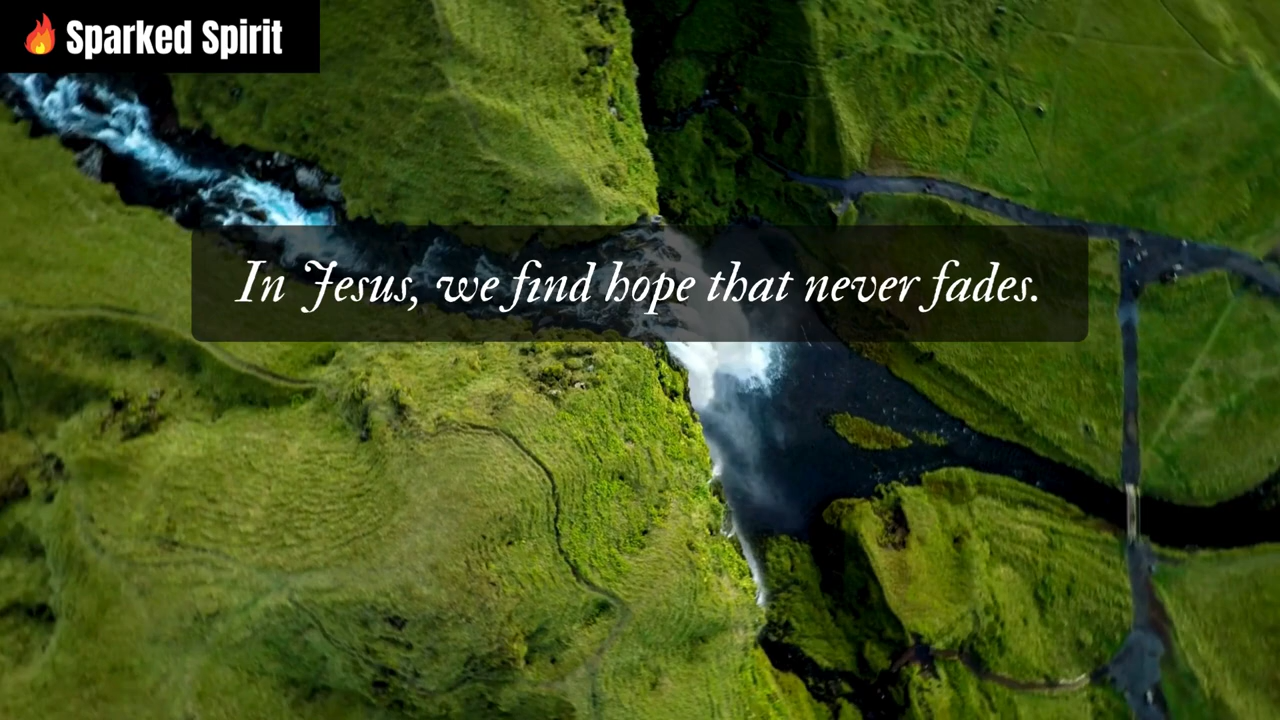 🔥 Sparked Spirit
In Jesus, we find hope that never fades.